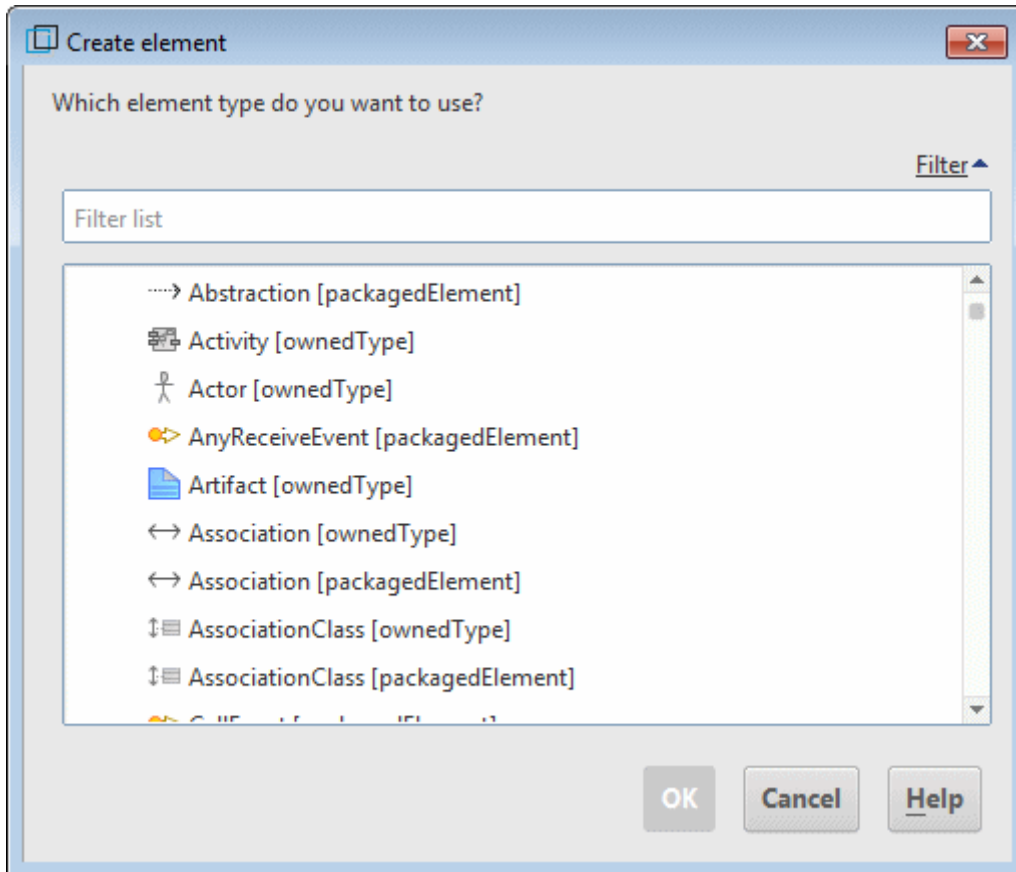 Create element
Which element type do you want to use?
Filter
Filter list
Abstraction [packagedElement]
Activity [ownedType]
Actor [ownedType]
AnyReceiveEvent [packagedElement]
Artifact [ownedType]
Association [ownedType]
Association [packagedElement]
AssociationClass [ownedType]
AssociationClass [packagedElement]
OK
Cancel
Help